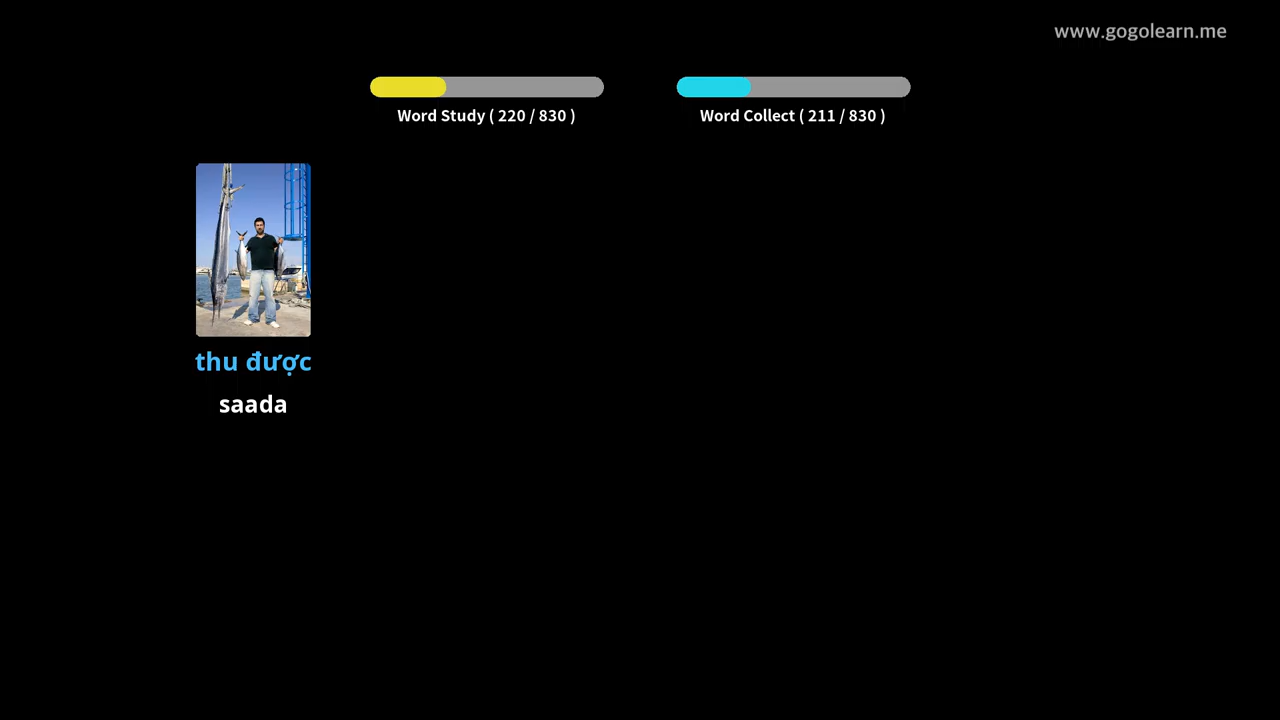 www.gogolearn.me
Word Study ( 220 / 830 )
Word Collect ( 211 / 830 )
thu được
saada